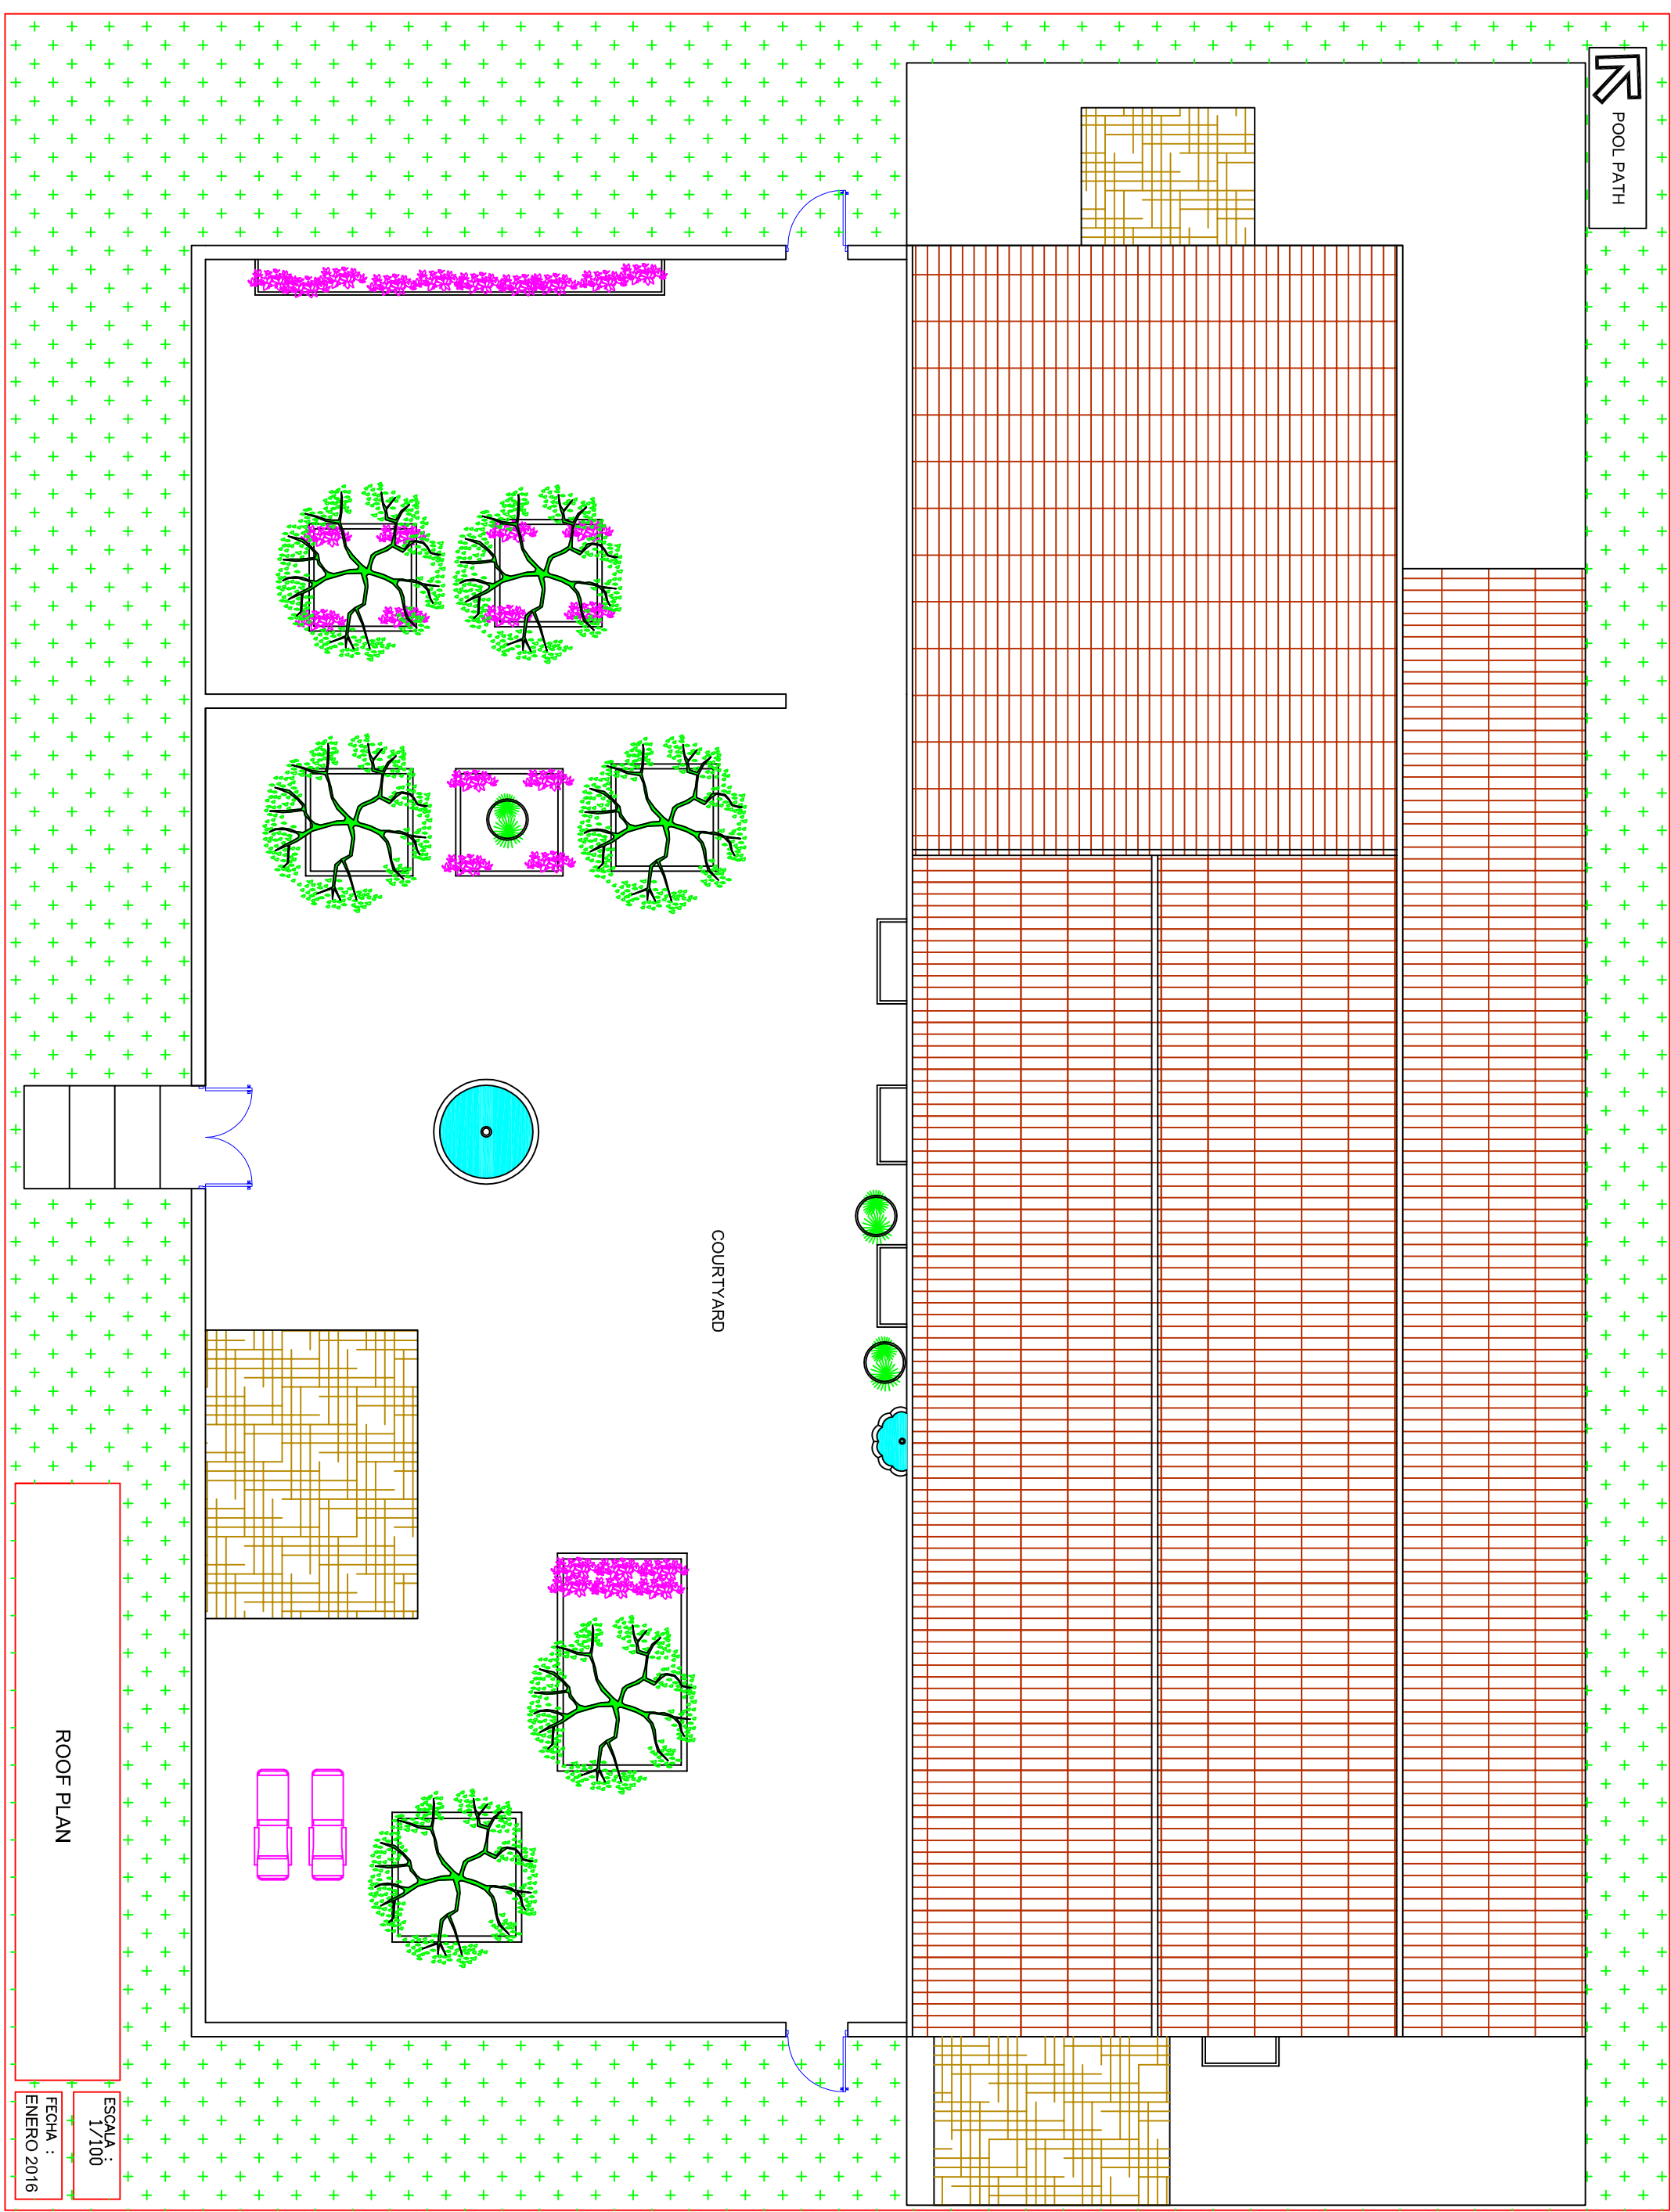 POOL PATH
COURTYARD
ROOF PLAN
ESCALA :
1/100
FECHA :
ENERO 2016